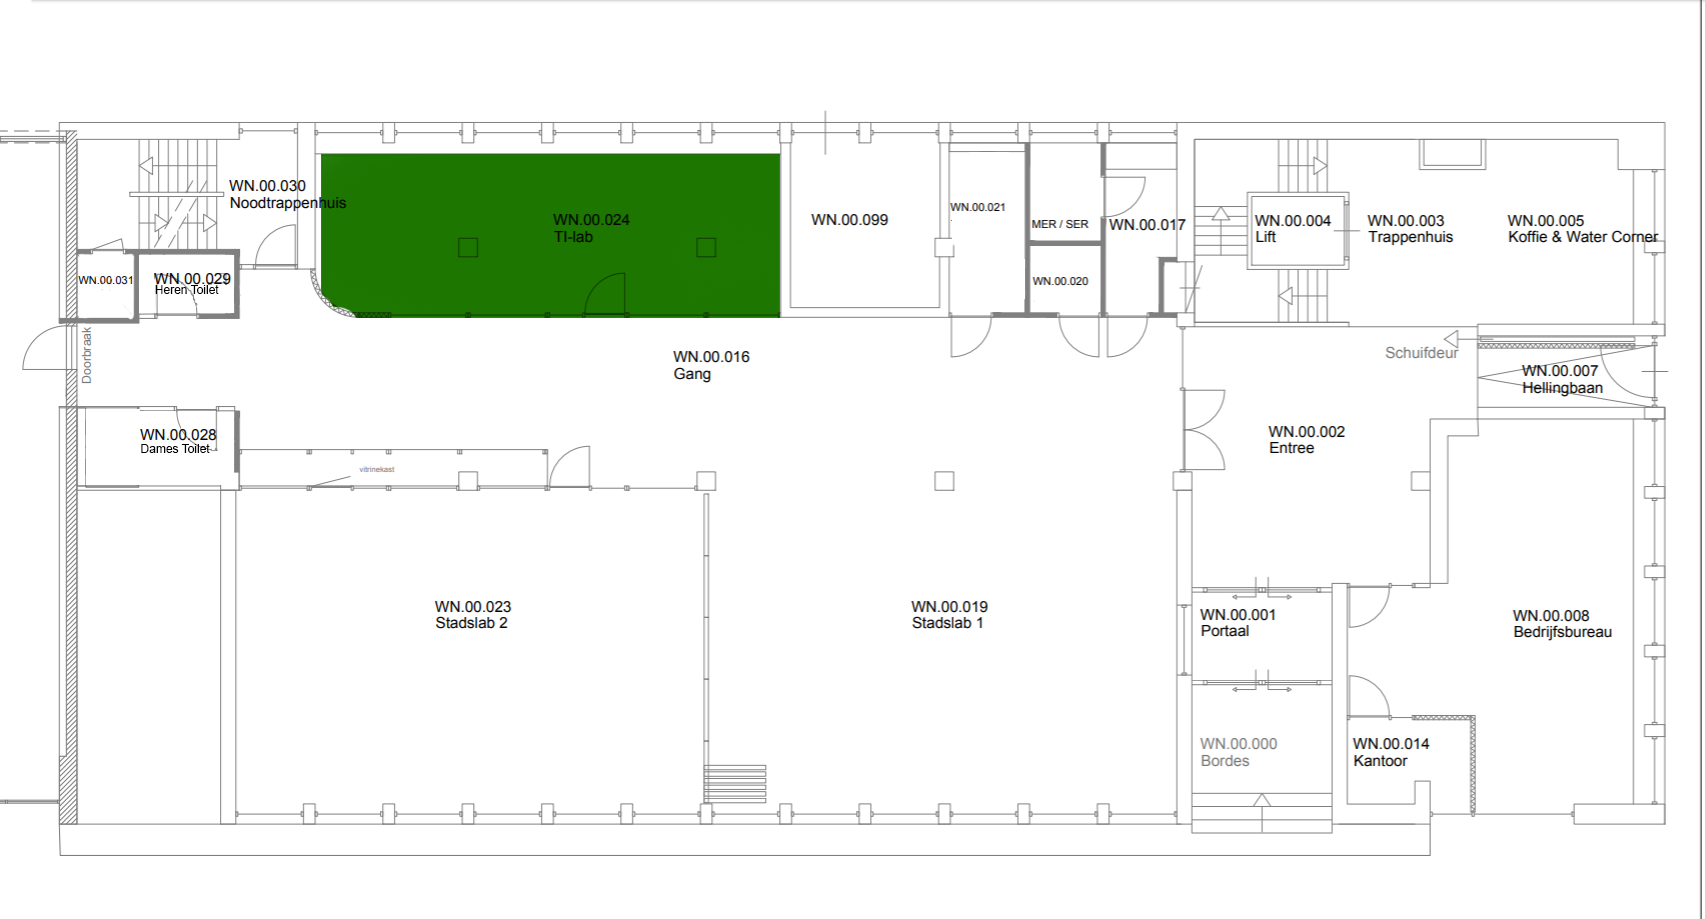 WN.00.030
Noodtrappenhuis
WN.00.024
TI-lab
WN.00.099
WN.00.021
MER / SER
WN.00.017
WN.00.004
Lift
WN.00.003
Trappenhuis
WN.00.005
Koffie & Water Corner
WN.00.031
WN.00.029
Heren Toilet
WN.00.020
Doorbraak
WN.00.016
Gang
Schuifdeur
WN.00.007
Hellingbaan
WN.00.028
Dames Toilet
vitrinekast
WN.00.002
Entree
WN.00.023
Stadslab 2
WN.00.019
Stadslab 1
WN.00.001
Portaal
WN.00.008
Bedrijfsbureau
WN.00.000
Bordes
WN.00.014
Kantoor